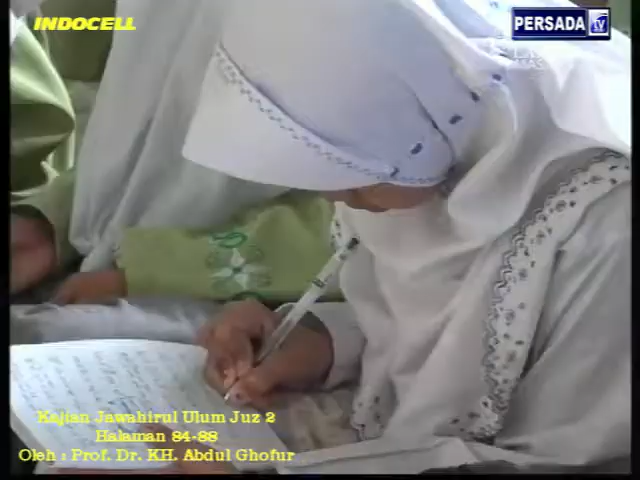 INDOCELL
PERSADA tv
Kajian Jawahirul Ulum Juz 2
Halaman 84-88
Oleh : Prof. Dr. KH. Abdul Ghofur